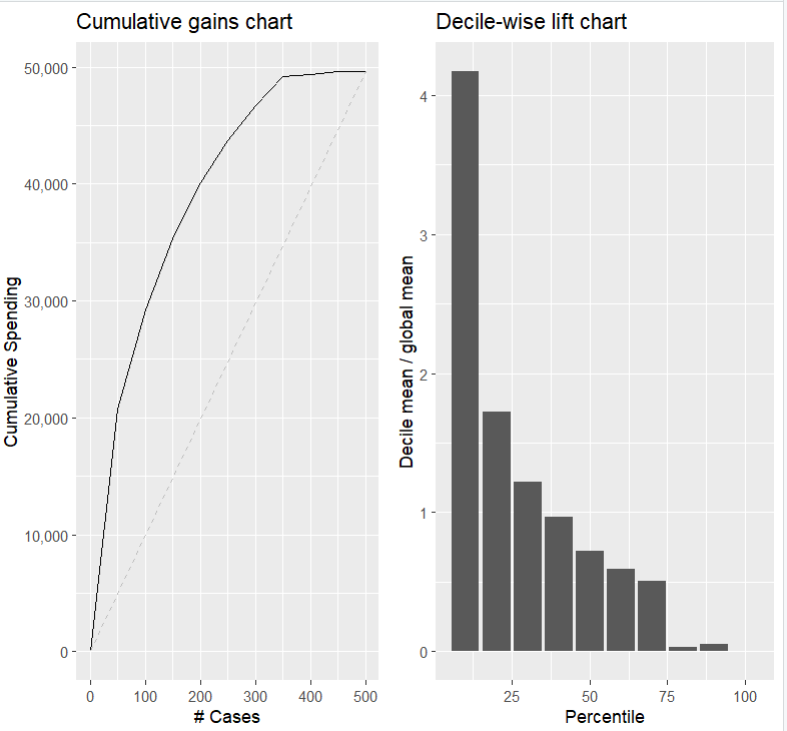 Cumulative gains chart
Cumulative Spending
50,000
40,000
30,000
20,000
10,000
0
0 100 200 300 400 500
# Cases
Decile-wise lift chart
Decile mean / global mean
4
3
2
1
0
25 50 75 100
Percentile